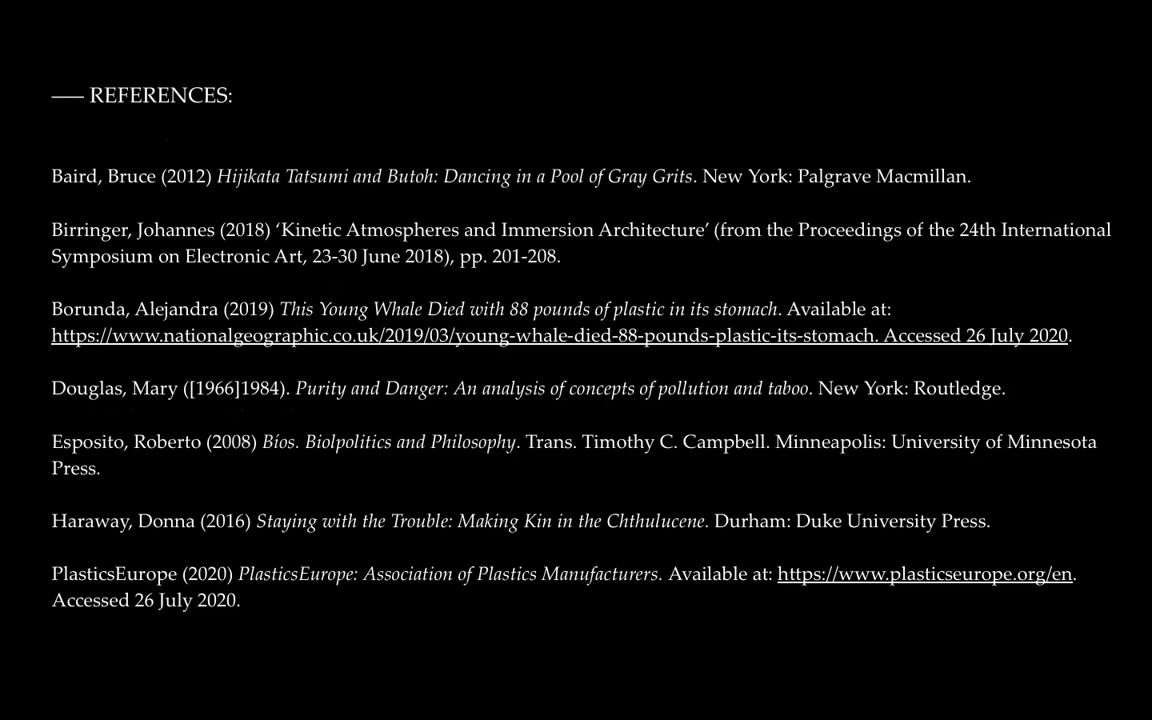 —– REFERENCES:
Baird, Bruce (2012) Hijikata Tatsumi and Butoh: Dancing in a Pool of Gray Grits. New York: Palgrave Macmillan.
Birringer, Johannes (2018) ‘Kinetic Atmospheres and Immersion Architecture’ (from the Proceedings of the 24th International
Symposium on Electronic Art, 23-30 June 2018), pp. 201-208.
Borunda, Alejandra (2019) This Young Whale Died with 88 pounds of plastic in its stomach. Available at:
https://www.nationalgeographic.co.uk/2019/03/young-whale-died-88-pounds-plastic-its-stomach. Accessed 26 July 2020.
Douglas, Mary ([1966]1984). Purity and Danger: An analysis of concepts of pollution and taboo. New York: Routledge.
Esposito, Roberto (2008) Bíos. Biolpolitics and Philosophy. Trans. Timothy C. Campbell. Minneapolis: University of Minnesota
Press.
Haraway, Donna (2016) Staying with the Trouble: Making Kin in the Chthulucene. Durham: Duke University Press.
PlasticsEurope (2020) PlasticsEurope: Association of Plastics Manufacturers. Available at: https://www.plasticseurope.org/en.
Accessed 26 July 2020.